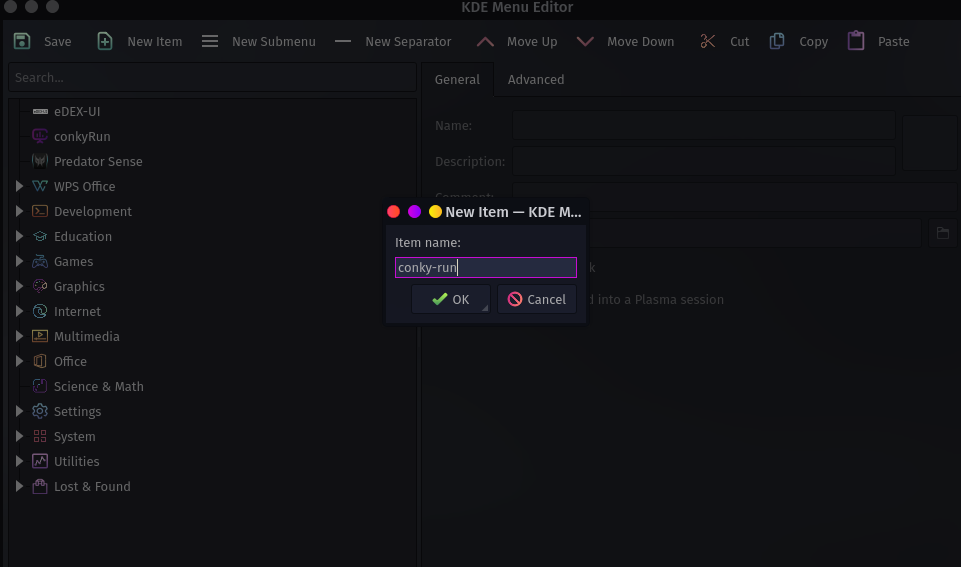 KDE Menu Editor
Save New Item New Submenu New Separator Move Up Move Down Cut Copy Paste
Search...
General Advanced
eDEX-UI
conkyRun
Predator Sense
WPS Office
Development
Education
Games
Graphics
Internet
Multimedia
Office
Science & Math
Settings
System
Utilities
Lost & Found
Name:
Description:
Comment:
k
d into a Plasma session
New Item — KDE M...
Item name:
conky-run
OK Cancel